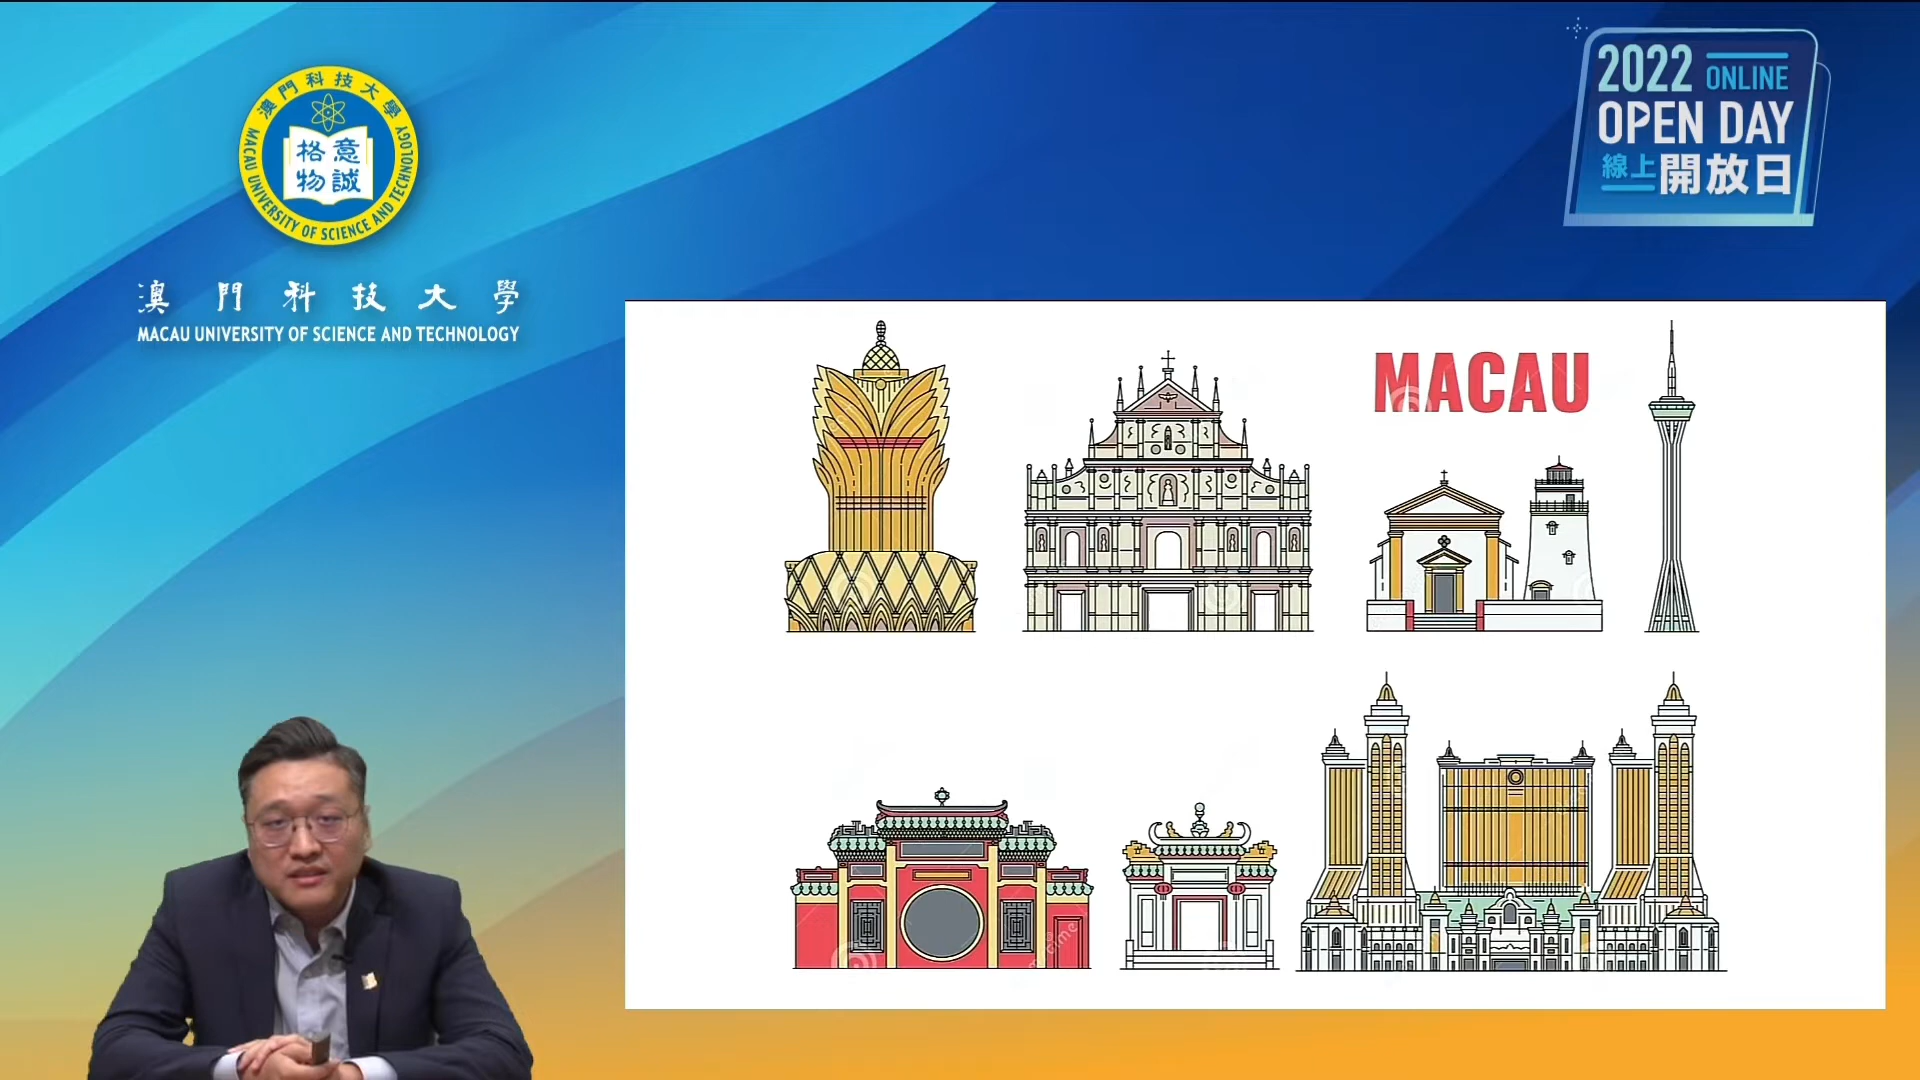 澳門科技大學
MACAU UNIVERSITY OF SCIENCE AND TECHNOLOGY
格意
物誠
澳門科技大學
MACAU UNIVERSITY OF SCIENCE AND TECHNOLOGY
2022 ONLINE
OPEN DAY
線上開放日
MACAU